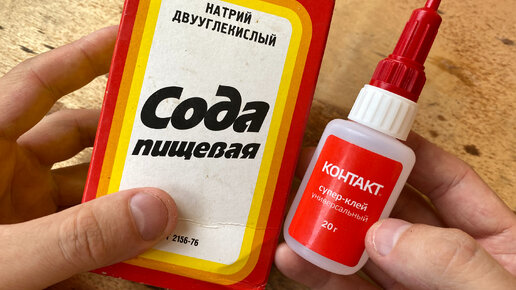 НАТРИЙ
ДВУУГЛЕКИСЛЫЙ
Сода
пищевая
2156-76
КОНТАКТ
супер-клей
универсальный
20 г